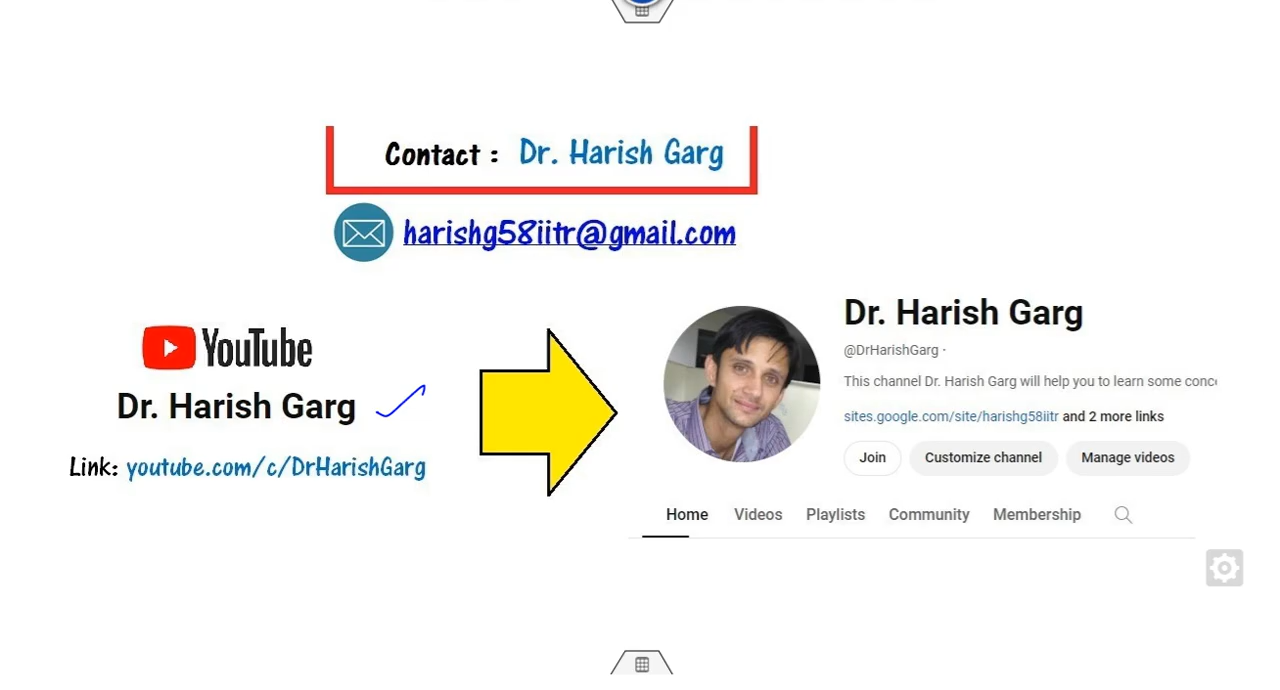 Contact : Dr. Harish Garg
harishg58iitr@gmail.com
YouTube
Dr. Harish Garg
Link: youtube.com/c/DrHarishGarg
Dr. Harish Garg
@DrHarishGarg ·
This channel Dr. Harish Garg will help you to learn some
sites.google.com/site/harishg58iitr and 2 more links
Join Customize channel Manage videos
Home Videos Playlists Community Membership